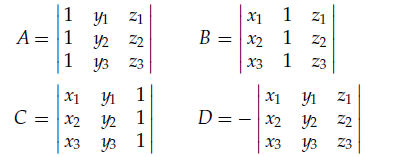 A = | 1 y₁ z₁ | B = | x₁ 1 z₁ |
| 1 y₂ z₂ | | x₂ 1 z₂ |
| 1 y₃ z₃ | | x₃ 1 z₃ |
C = | x₁ y₁ 1 | D = − | x₁ y₁ z₁ |
| x₂ y₂ 1 | | x₂ y₂ z₂ |
| x₃ y₃ 1 | | x₃ y₃ z₃ |